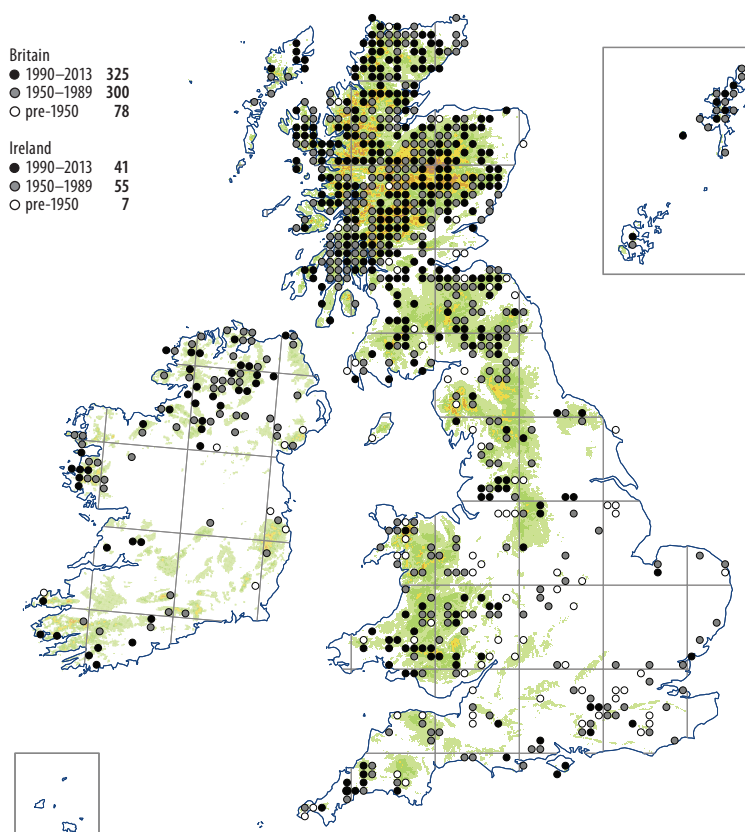 Britain
1990–2013 325
1950–1989 300
pre-1950 78
Ireland
1990–2013 41
1950–1989 55
pre-1950 7